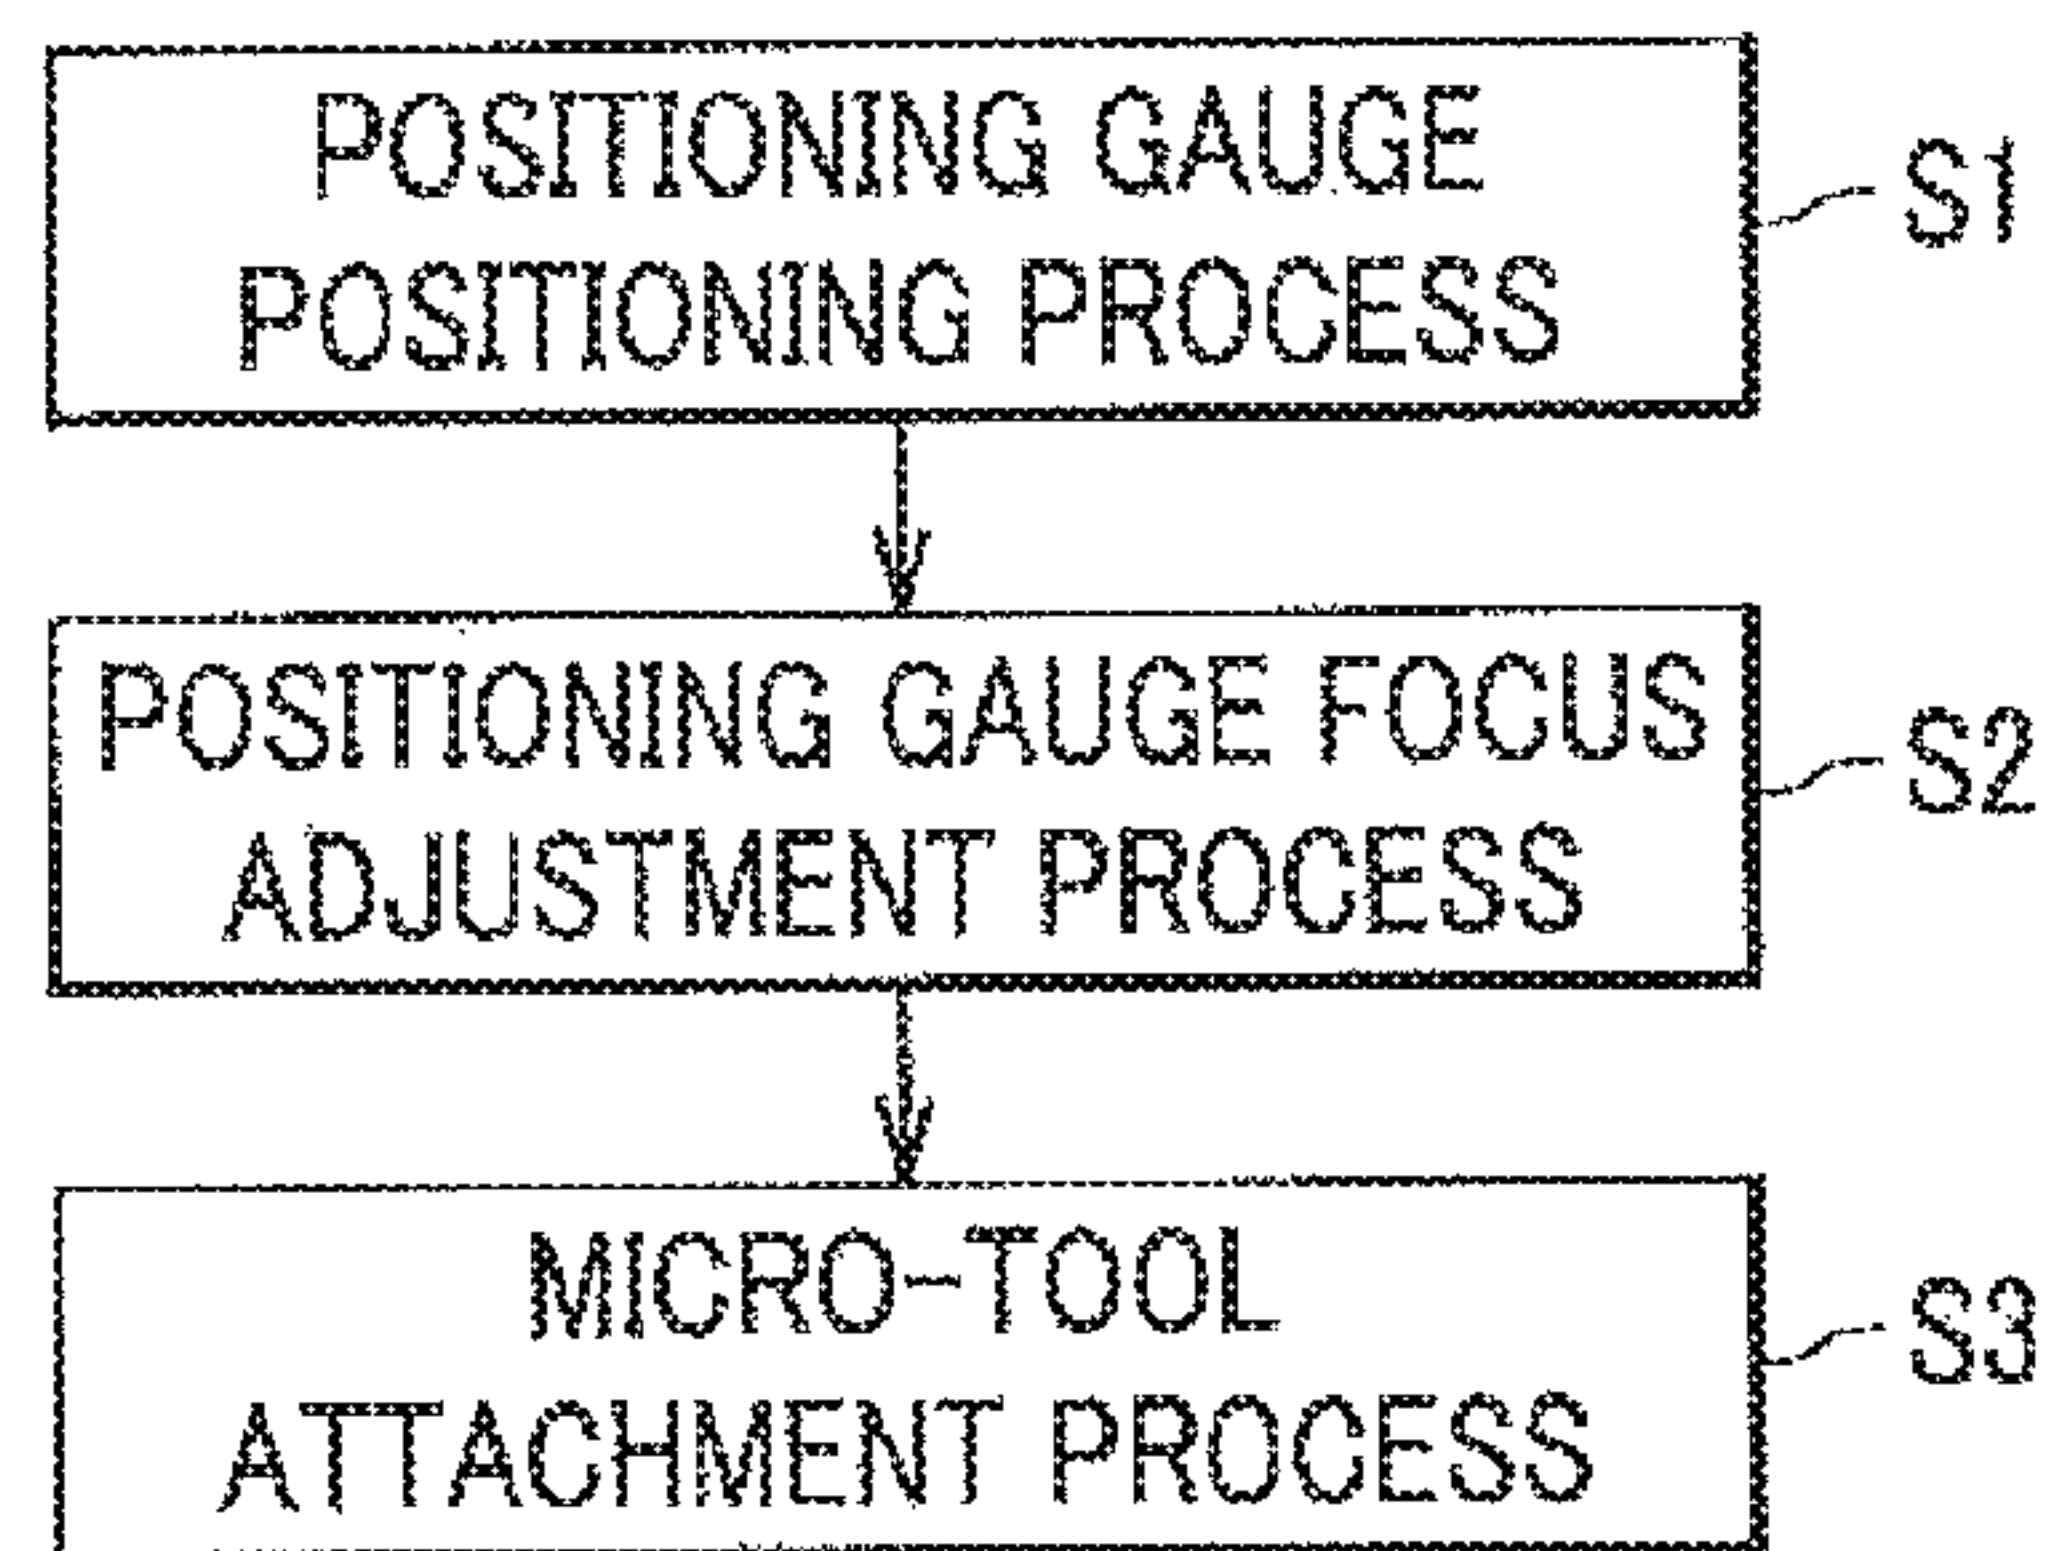 POSITIONING GAUGE
POSITIONING PROCESS
S1
POSITIONING GAUGE FOCUS
ADJUSTMENT PROCESS
S2
MICRO-TOOL
ATTACHMENT PROCESS
S3